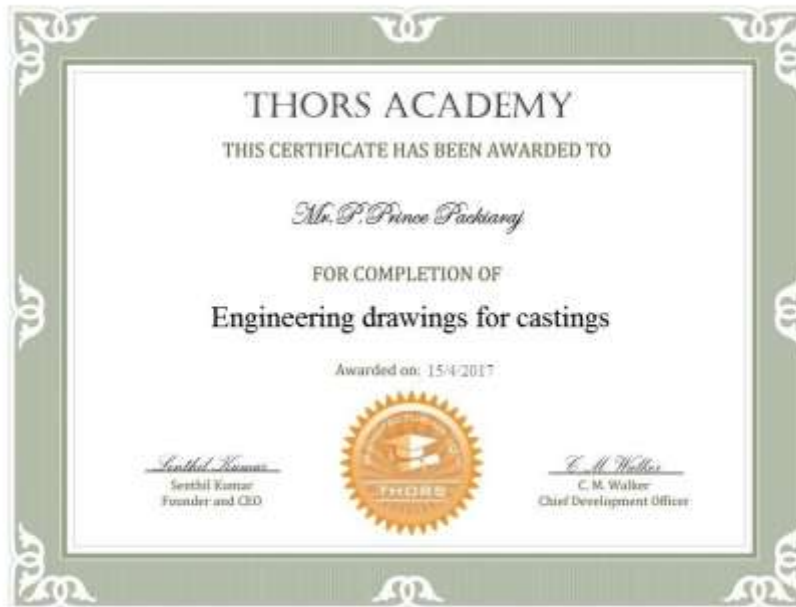 THORS ACADEMY
THIS CERTIFICATE HAS BEEN AWARDED TO
Mr. P. Prince Packiaraj
FOR COMPLETION OF
Engineering drawings for castings
Awarded on: 15/4/2017
THORS
Senthil Kumar
Senthil Kumar
Founder and CEO
C. M. Walker
C. M. Walker
Chief Development Officer